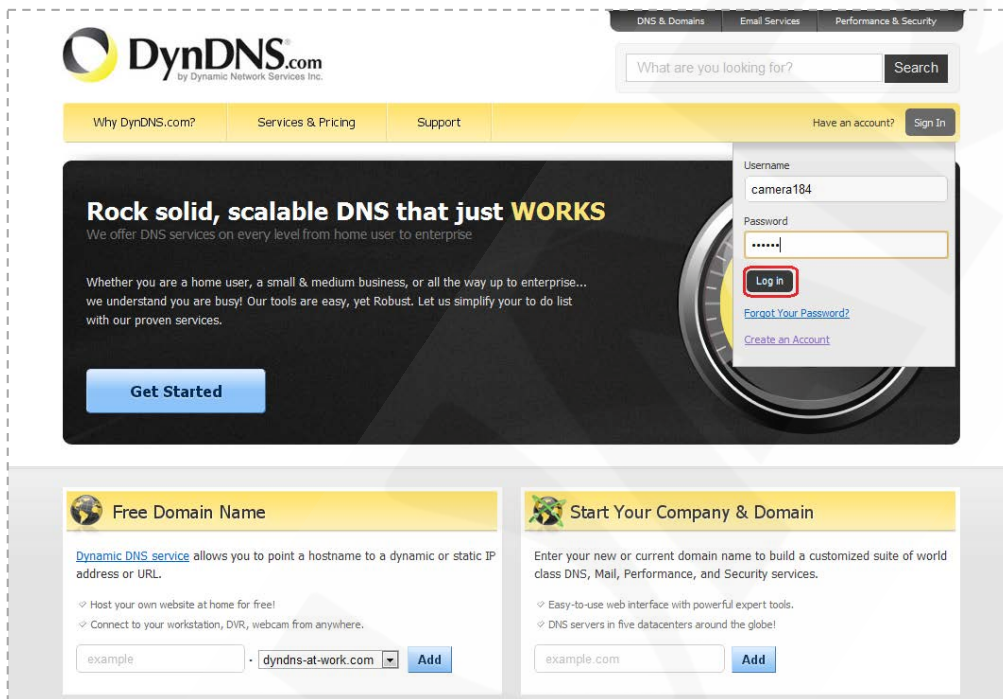 DNS & Domains Email Services Performance & Security
DynDNS.com
by Dynamic Network Services Inc.
What are you looking for? Search
Why DynDNS.com? Services & Pricing Support Have an account? Sign In
Username
camera184
Password
••••••
Log in
Forgot Your Password?
Create an Account
Rock solid, scalable DNS that just WORKS
We offer DNS services on every level from home user to enterprise
Whether you are a home user, a small & medium business, or all the way up to enterprise...
we understand you are busy! Our tools are easy, yet Robust. Let us simplify your to do list
with our proven services.
Get Started
Free Domain Name
Dynamic DNS service allows you to point a hostname to a dynamic or static IP
address or URL.
Host your own website at home for free!
Connect to your workstation, DVR, webcam from anywhere.
example . dyndns-at-work.com Add
Start Your Company & Domain
Enter your new or current domain name to build a customized suite of world
class DNS, Mail, Performance, and Security services.
Easy-to-use web interface with powerful expert tools.
DNS servers in five datacenters around the globe!
example.com Add